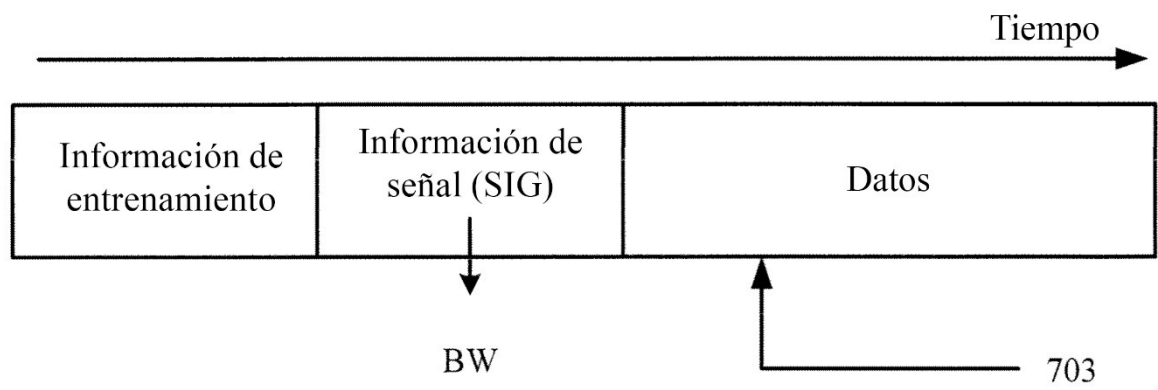 Tiempo
Información de
entrenamiento
Información de
señal (SIG)
Datos
BW
703